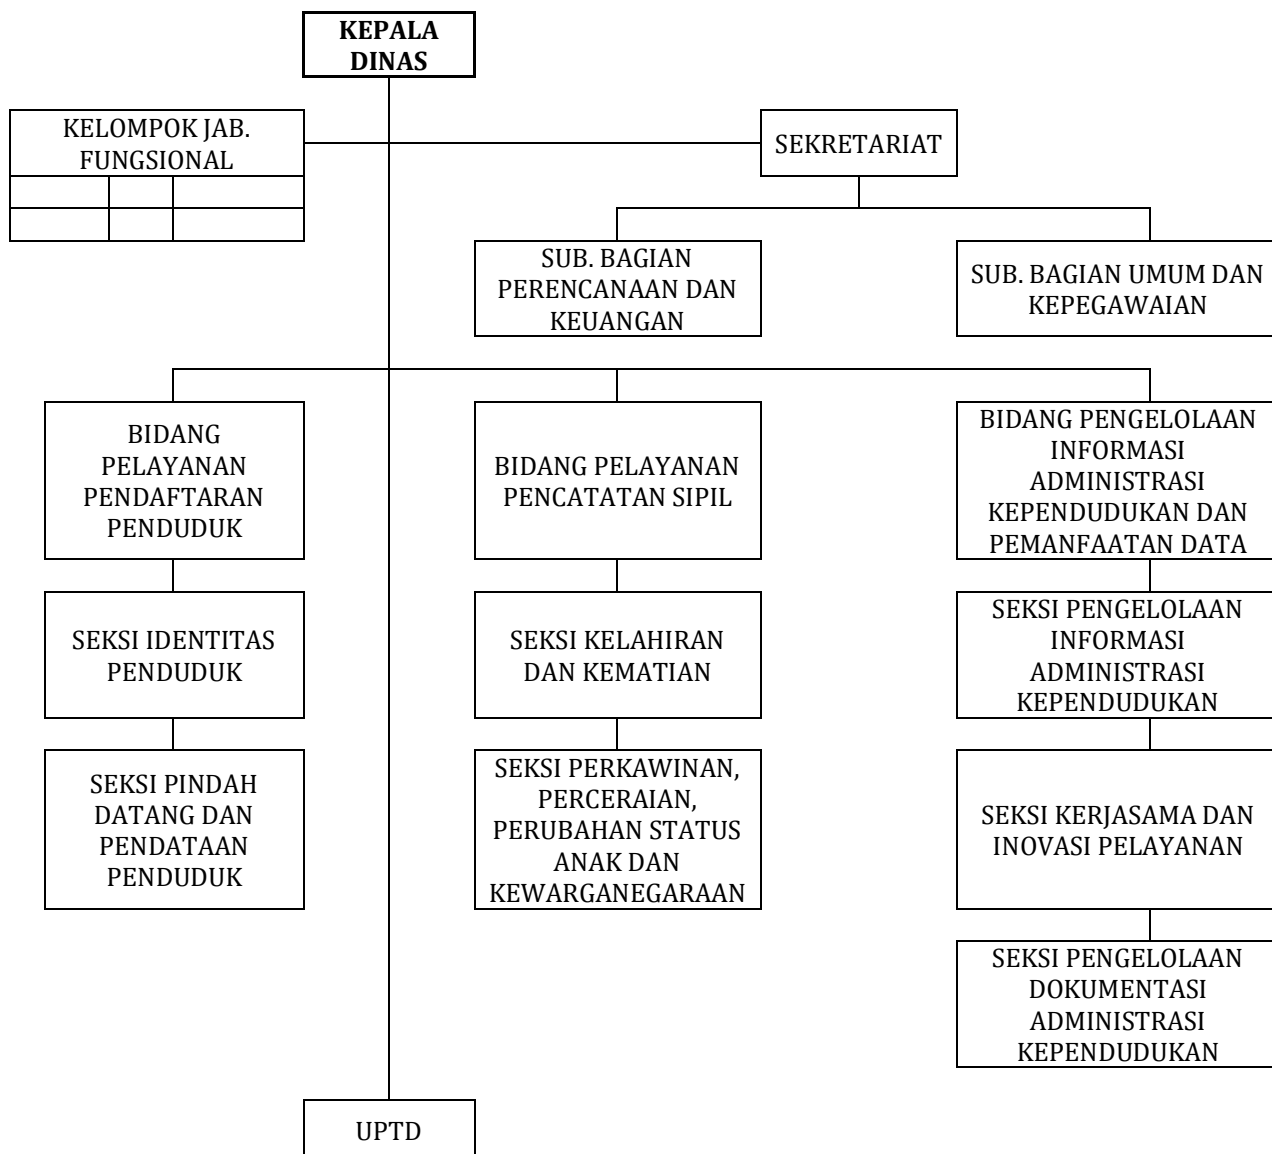 KEPALA
DINAS
KELOMPOK JAB.
FUNGSIONAL
SEKRETARIAT
SUB. BAGIAN
PERENCANAAN DAN
KEUANGAN
SUB. BAGIAN UMUM DAN
KEPEGAWAIAN
BIDANG
PELAYANAN
PENDAFTARAN
PENDUDUK
BIDANG PELAYANAN
PENCATATAN SIPIL
BIDANG PENGELOLAAN
INFORMASI
ADMINISTRASI
KEPENDUDUKAN DAN
PEMANFAATAN DATA
SEKSI IDENTITAS
PENDUDUK
SEKSI KELAHIRAN
DAN KEMATIAN
SEKSI PENGELOLAAN
INFORMASI
ADMINISTRASI
KEPENDUDUKAN
SEKSI PINDAH
DATANG DAN
PENDATAAN
PENDUDUK
SEKSI PERKAWINAN,
PERCERAIAN,
PERUBAHAN STATUS
ANAK DAN
KEWARGANEGARAAN
SEKSI KERJASAMA DAN
INOVASI PELAYANAN
SEKSI PENGELOLAAN
DOKUMENTASI
ADMINISTRASI
KEPENDUDUKAN
UPTD